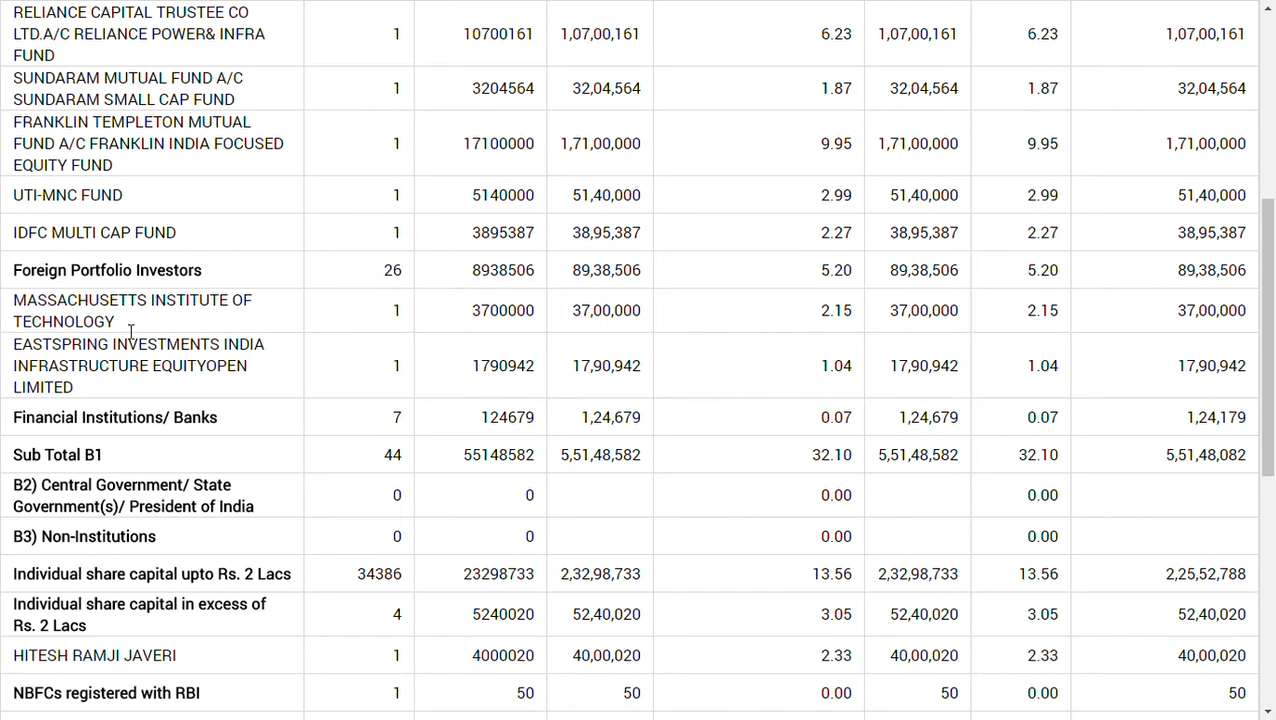 RELIANCE CAPITAL TRUSTEE CO
LTD.A/C RELIANCE POWER& INFRA
FUND 1 10700161 1,07,00,161 6.23 1,07,00,161 6.23 1,07,00,161
SUNDARAM MUTUAL FUND A/C
SUNDARAM SMALL CAP FUND 1 3204564 32,04,564 1.87 32,04,564 1.87 32,04,564
FRANKLIN TEMPLETON MUTUAL
FUND A/C FRANKLIN INDIA FOCUSED
EQUITY FUND 1 17100000 1,71,00,000 9.95 1,71,00,000 9.95 1,71,00,000
UTI-MNC FUND 1 5140000 51,40,000 2.99 51,40,000 2.99 51,40,000
IDFC MULTI CAP FUND 1 3895387 38,95,387 2.27 38,95,387 2.27 38,95,387
Foreign Portfolio Investors 26 8938506 89,38,506 5.20 89,38,506 5.20 89,38,506
MASSACHUSETTS INSTITUTE OF
TECHNOLOGY 1 3700000 37,00,000 2.15 37,00,000 2.15 37,00,000
EASTSPRING INVESTMENTS INDIA
INFRASTRUCTURE EQUITYOPEN
LIMITED 1 1790942 17,90,942 1.04 17,90,942 1.04 17,90,942
Financial Institutions/ Banks 7 124679 1,24,679 0.07 1,24,679 0.07 1,24,179
Sub Total B1 44 55148582 5,51,48,582 32.10 5,51,48,582 32.10 5,51,48,082
B2) Central Government/ State
Government(s)/ President of India 0 0 0.00 0.00
B3) Non-Institutions 0 0 0.00 0.00
Individual share capital upto Rs. 2 Lacs 34386 23298733 2,32,98,733 13.56 2,32,98,733 13.56 2,25,52,788
Individual share capital in excess of
Rs. 2 Lacs 4 5240020 52,40,020 3.05 52,40,020 3.05 52,40,020
HITESH RAMJI JAVERI 1 4000020 40,00,020 2.33 40,00,020 2.33 40,00,020
NBFCs registered with RBI 1 50 50 0.00 50 0.00 50